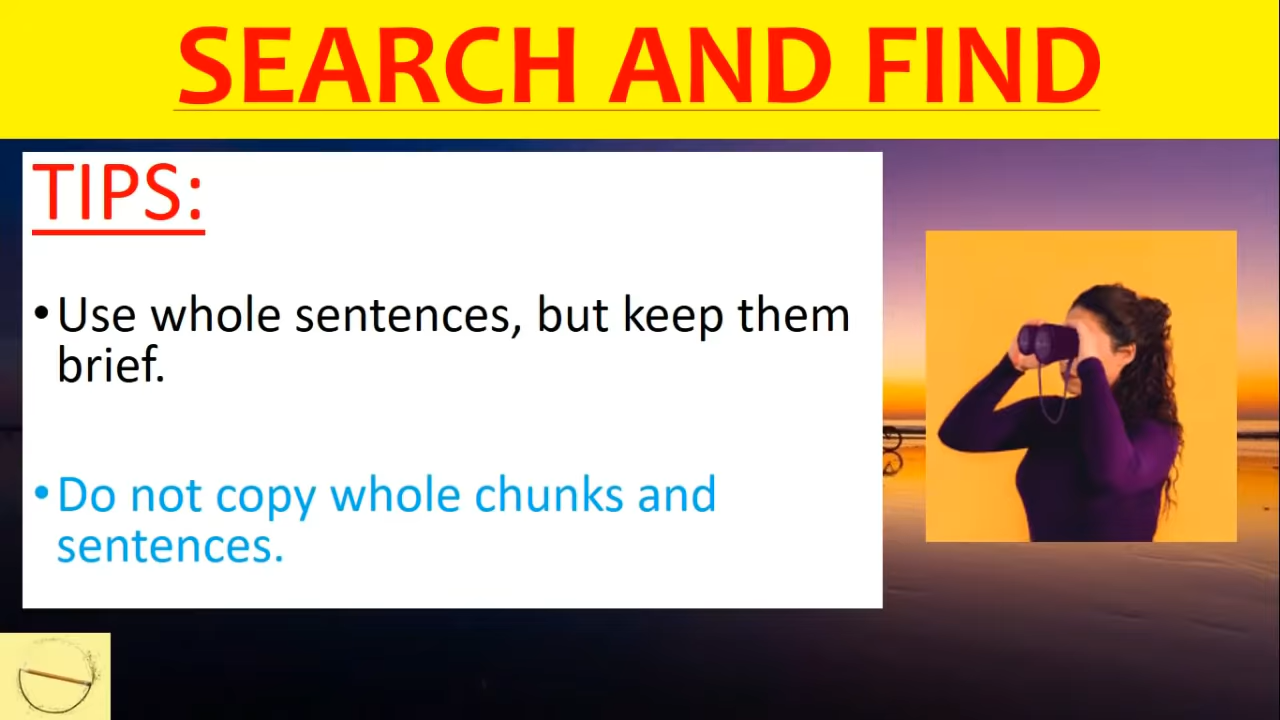 SEARCH AND FIND
TIPS:
•Use whole sentences, but keep them
brief.
•Do not copy whole chunks and
sentences.